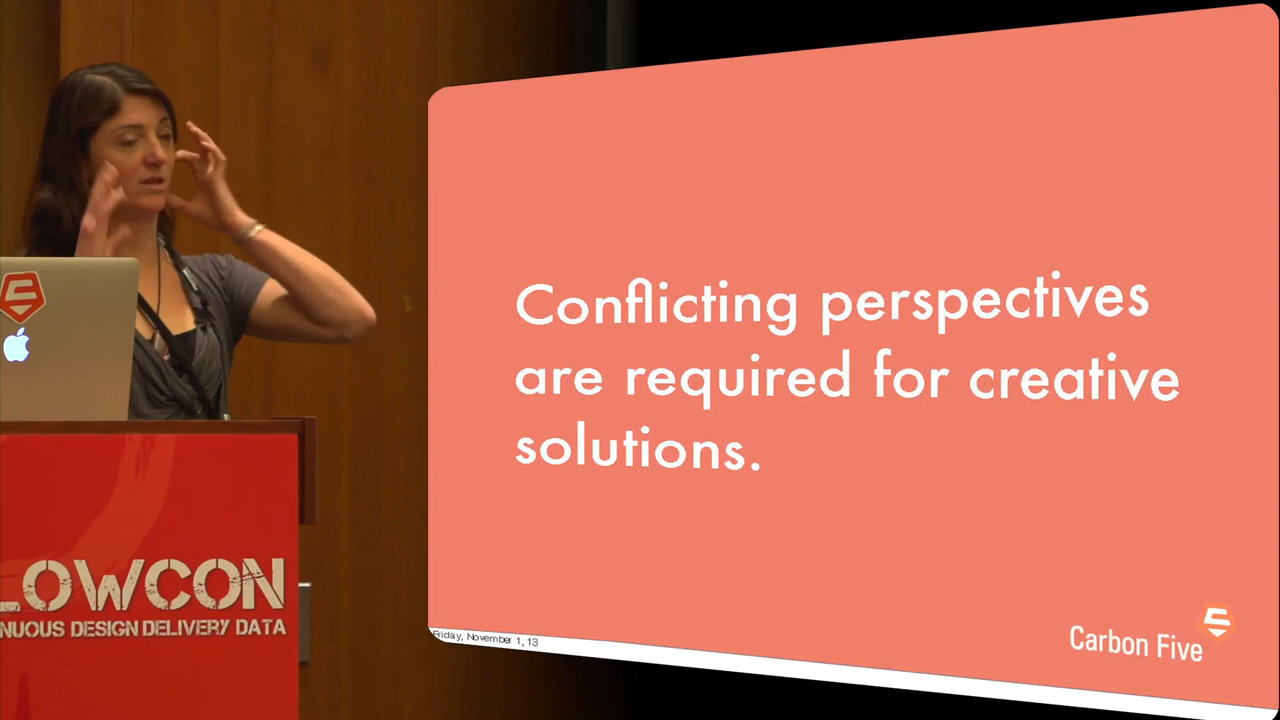 Conflicting perspectives
are required for creative
solutions.
Friday, November 1, 13
Carbon Five
LOWCON
NUOUS DESIGN DELIVERY DATA